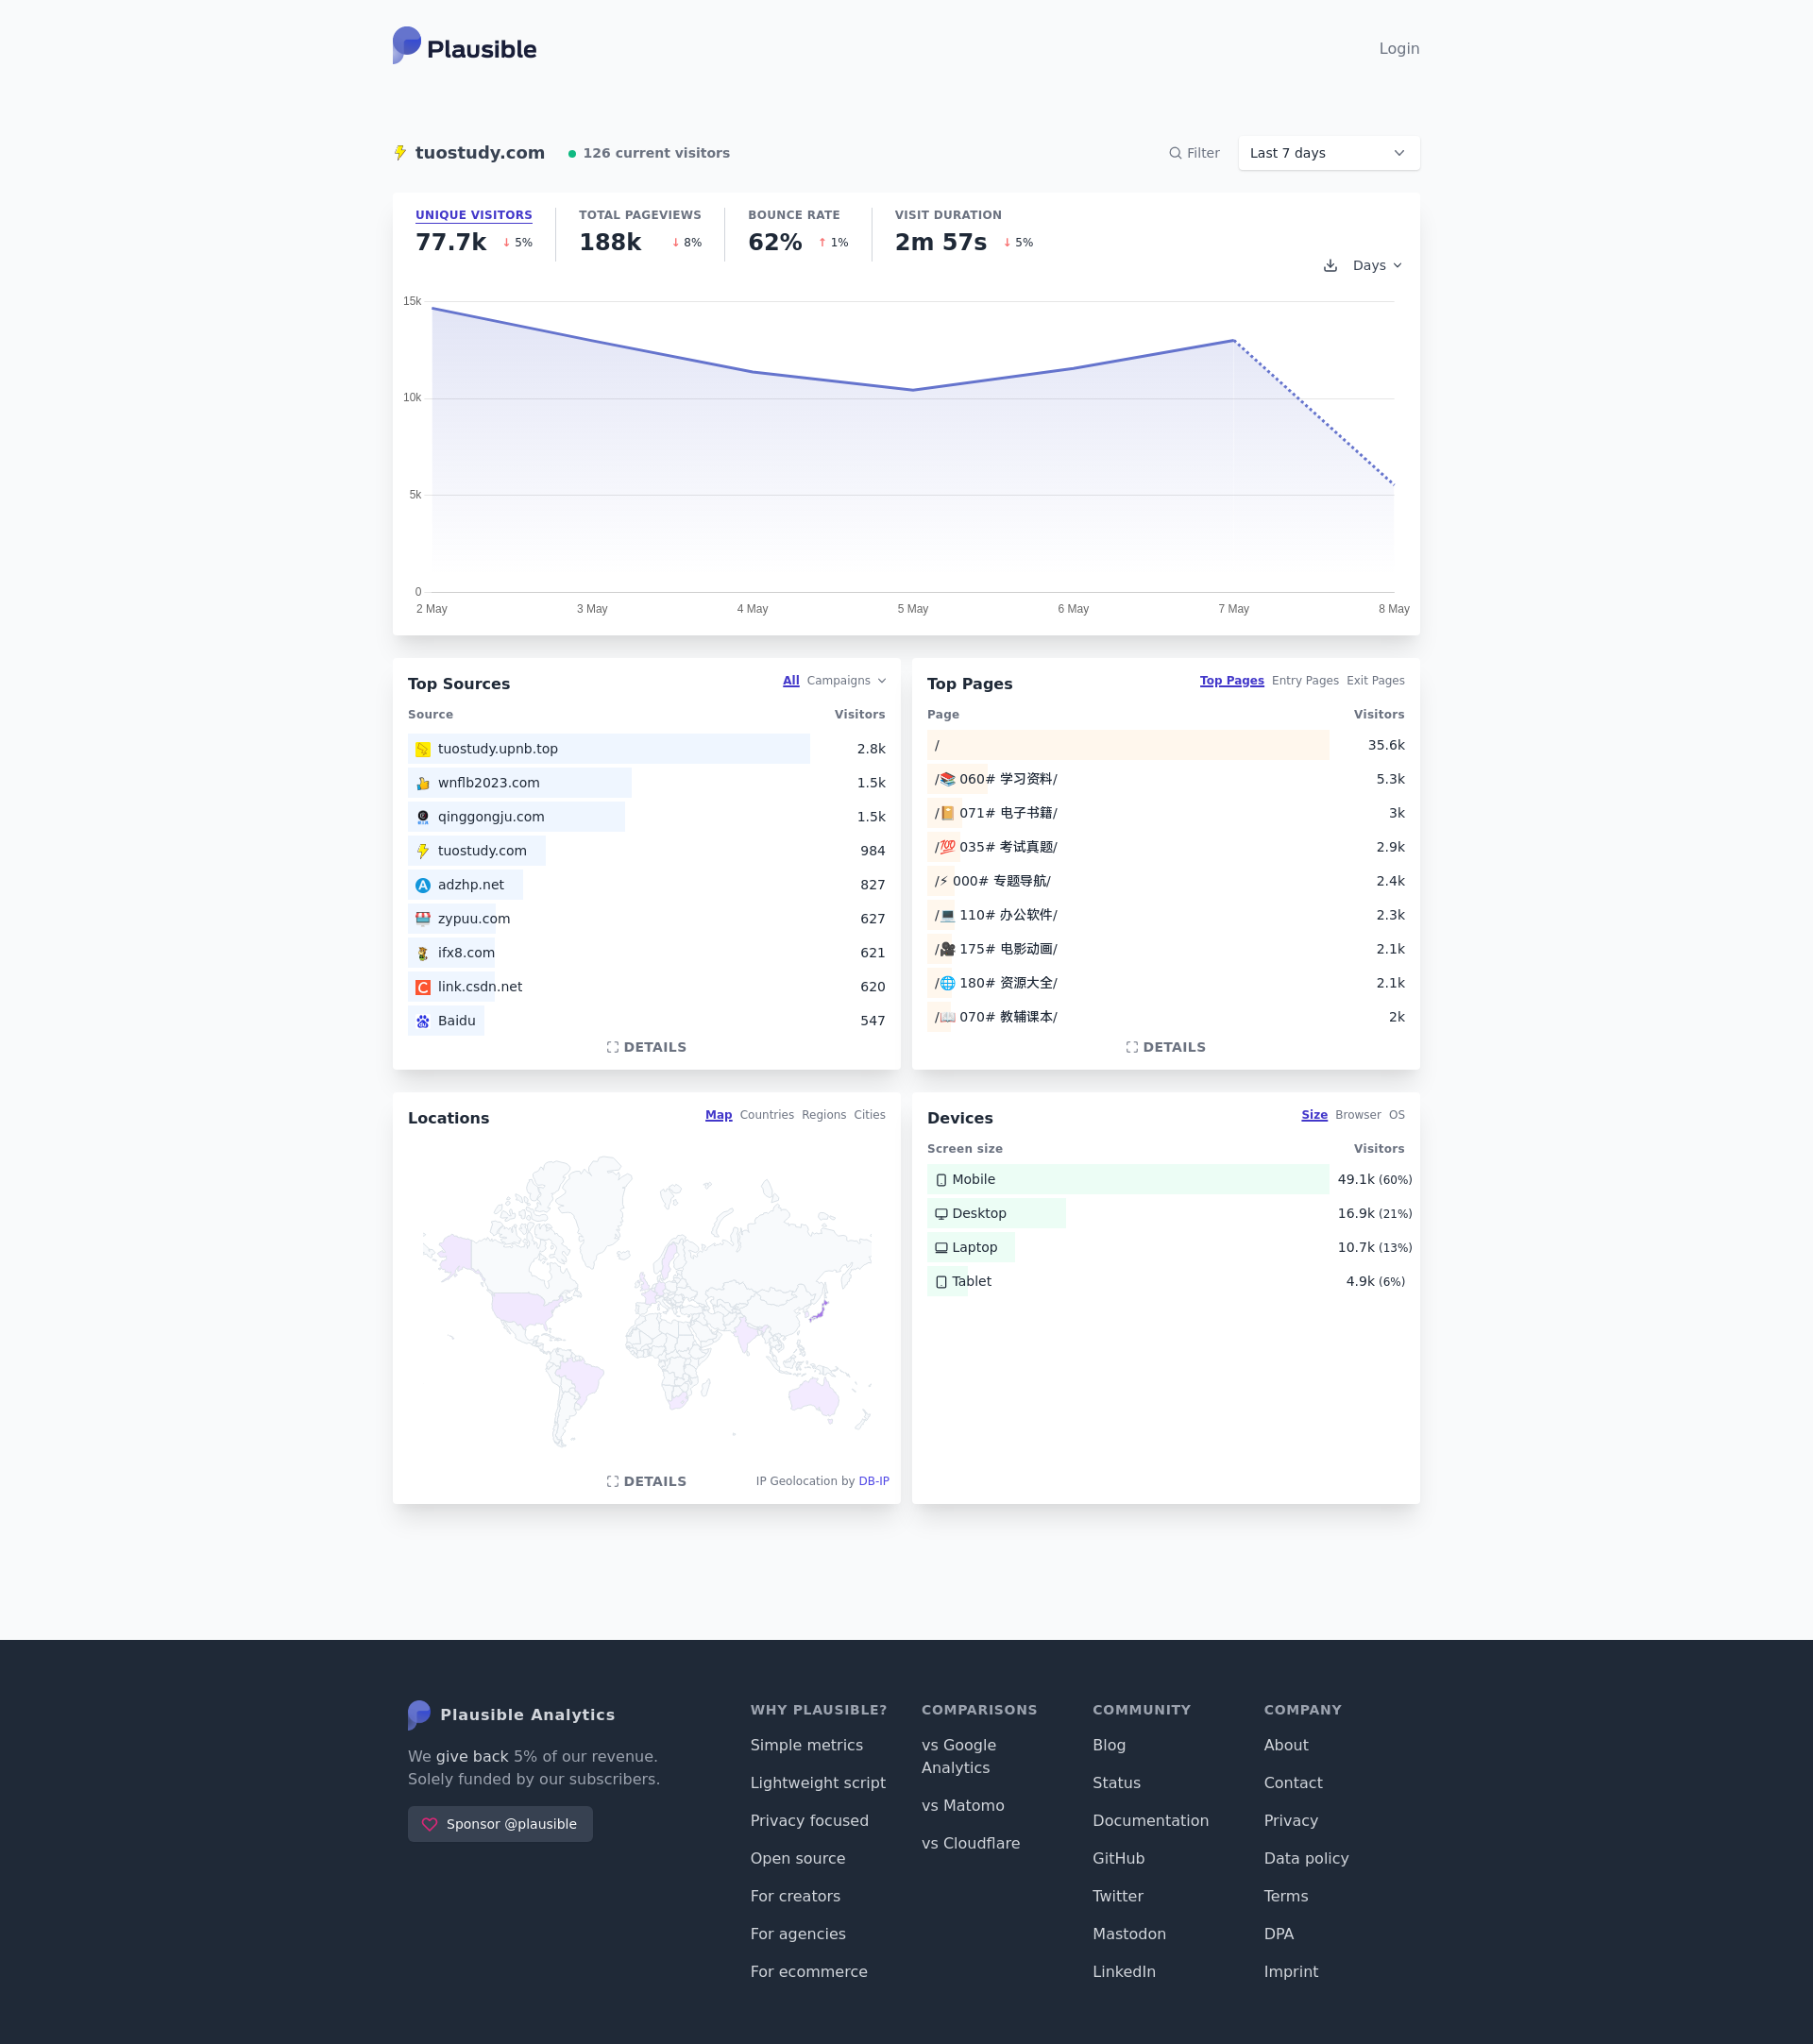 Plausible
Login
tuostudy.com
126 current visitors
Filter
Last 7 days
UNIQUE VISITORS
77.7k ↓ 5%
TOTAL PAGEVIEWS
188k ↓ 8%
BOUNCE RATE
62% ↑ 1%
VISIT DURATION
2m 57s ↓ 5%
Days
15k
10k
5k
0
2 May
3 May
4 May
5 May
6 May
7 May
8 May
Top Sources
All Campaigns
Source Visitors
tuostudy.upnb.top 2.8k
wnflb2023.com 1.5k
qinggongju.com 1.5k
tuostudy.com 984
adzhp.net 827
zypuu.com 627
ifx8.com 621
link.csdn.net 620
Baidu 547
DETAILS
Top Pages
Top Pages Entry Pages Exit Pages
Page Visitors
/ 35.6k
/📚 060# 学习资料/ 5.3k
/📔 071# 电子书籍/ 3k
/💯 035# 考试真题/ 2.9k
/⚡ 000# 专题导航/ 2.4k
/💻 110# 办公软件/ 2.3k
/🎥 175# 电影动画/ 2.1k
/🌐 180# 资源大全/ 2.1k
/📖 070# 教辅课本/ 2k
DETAILS
Locations
Map Countries Regions Cities
DETAILS
IP Geolocation by DB-IP
Devices
Size Browser OS
Screen size Visitors
Mobile 49.1k (60%)
Desktop 16.9k (21%)
Laptop 10.7k (13%)
Tablet 4.9k (6%)
Plausible Analytics
We give back 5% of our revenue.
Solely funded by our subscribers.
Sponsor @plausible
WHY PLAUSIBLE?
Simple metrics
Lightweight script
Privacy focused
Open source
For creators
For agencies
For ecommerce
COMPARISONS
vs Google
Analytics
vs Matomo
vs Cloudflare
COMMUNITY
Blog
Status
Documentation
GitHub
Twitter
Mastodon
LinkedIn
COMPANY
About
Contact
Privacy
Data policy
Terms
DPA
Imprint